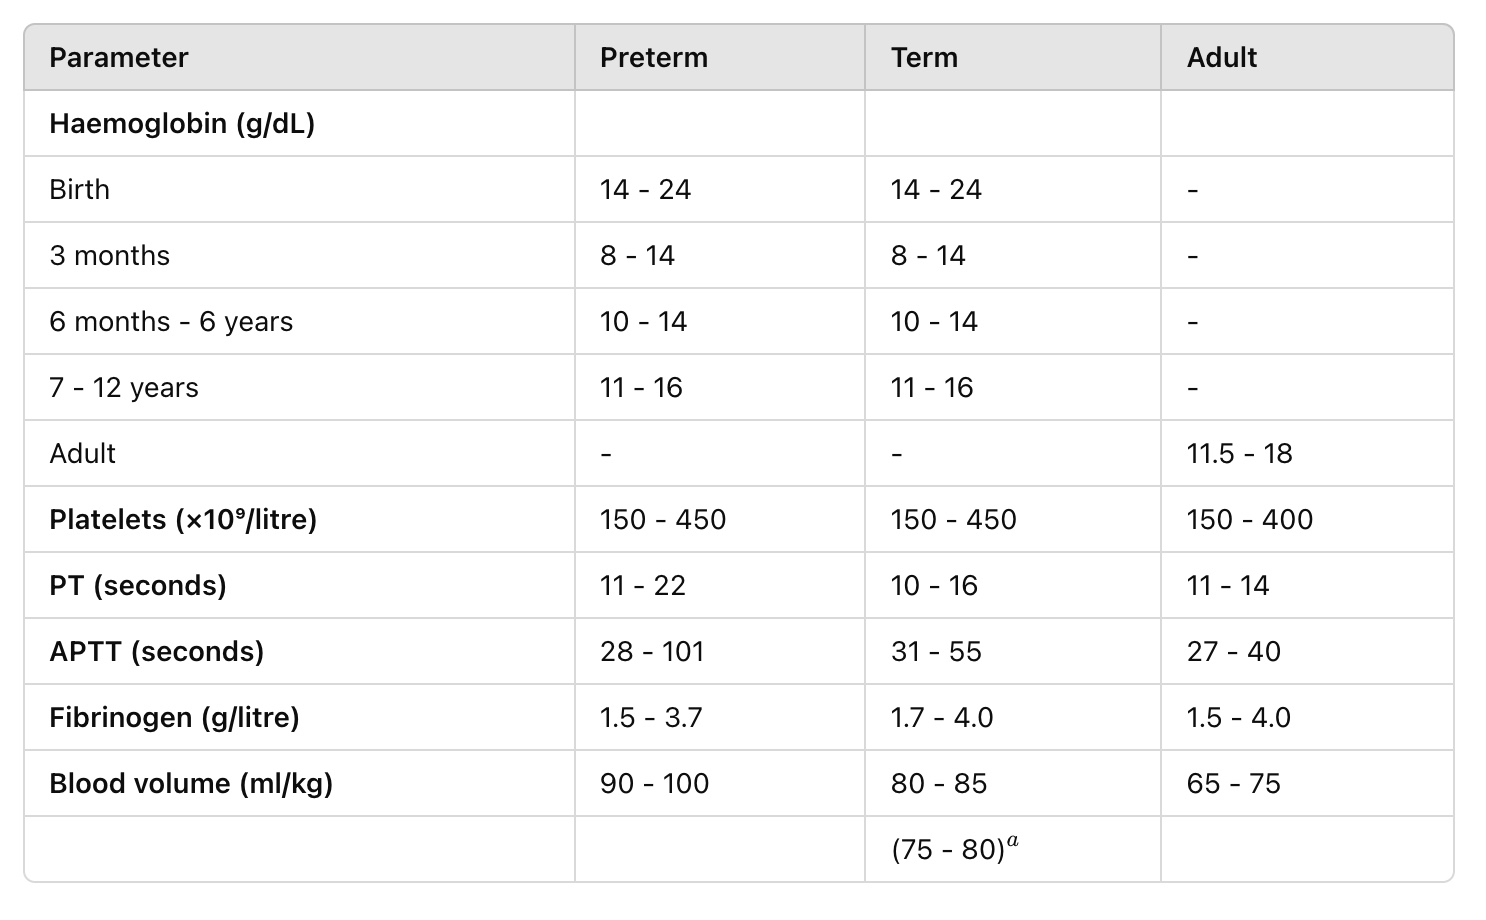 Parameter Preterm Term Adult
Haemoglobin (g/dL)
Birth 14 - 24 14 - 24 -
3 months 8 - 14 8 - 14 -
6 months - 6 years 10 - 14 10 - 14 -
7 - 12 years 11 - 16 11 - 16 -
Adult - - 11.5 - 18
Platelets (×10⁹/litre) 150 - 450 150 - 450 150 - 400
PT (seconds) 11 - 22 10 - 16 11 - 14
APTT (seconds) 28 - 101 31 - 55 27 - 40
Fibrinogen (g/litre) 1.5 - 3.7 1.7 - 4.0 1.5 - 4.0
Blood volume (ml/kg) 90 - 100 80 - 85 65 - 75
(75 - 80)ᵃ